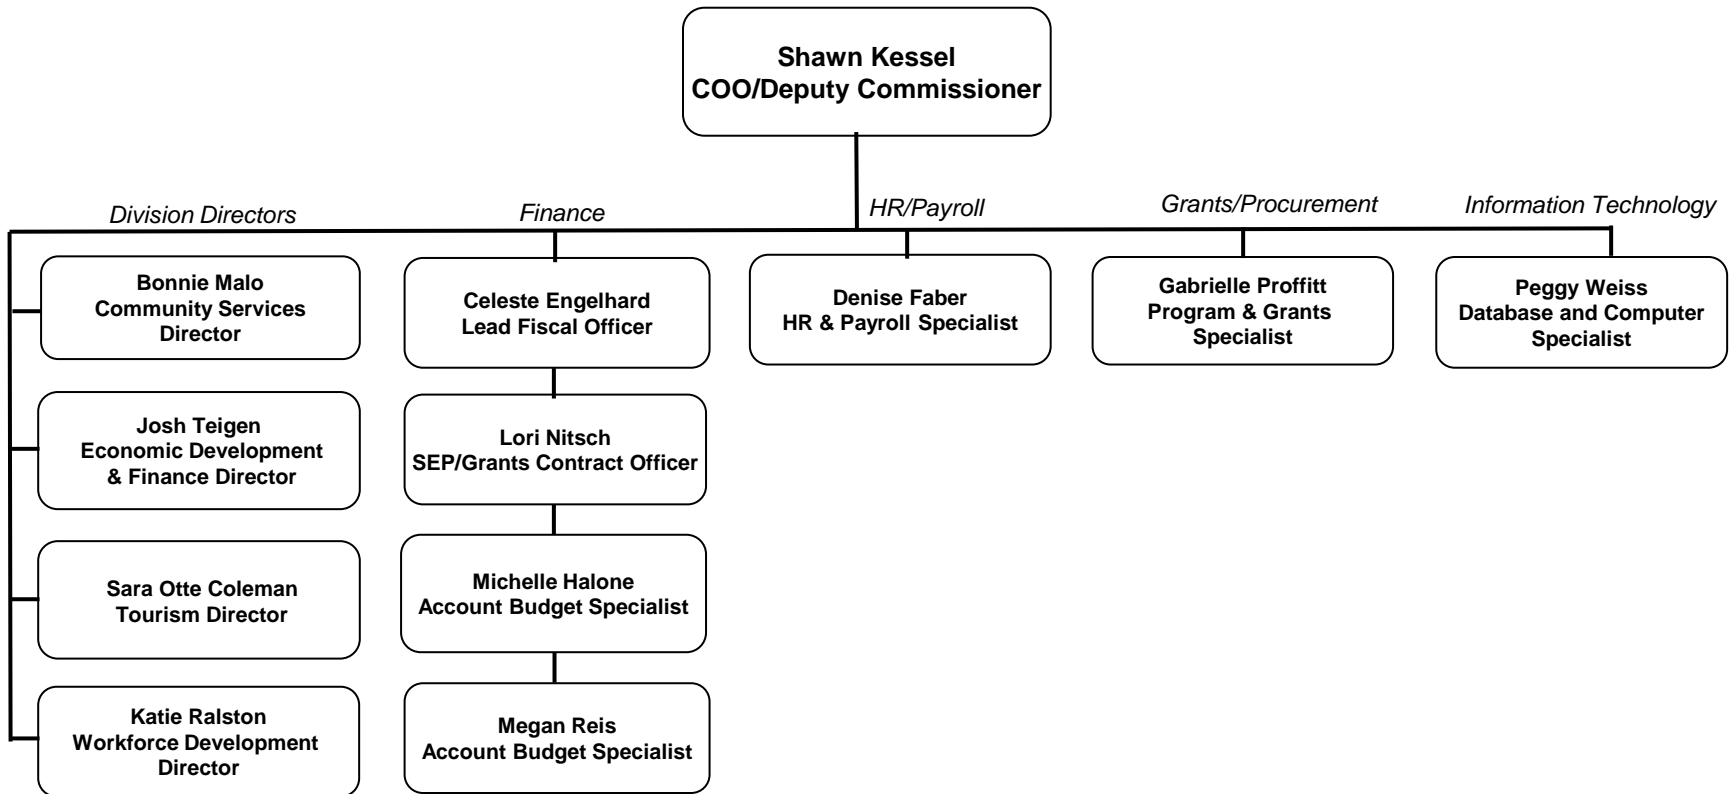 Shawn Kessel
COO/Deputy Commissioner
Division Directors
Finance
HR/Payroll
Grants/Procurement
Information Technology
Bonnie Malo
Community Services
Director
Celeste Engelhard
Lead Fiscal Officer
Denise Faber
HR & Payroll Specialist
Gabrielle Proffitt
Program & Grants
Specialist
Peggy Weiss
Database and Computer
Specialist
Josh Teigen
Economic Development
& Finance Director
Lori Nitsch
SEP/Grants Contract Officer
Sara Otte Coleman
Tourism Director
Michelle Halone
Account Budget Specialist
Katie Ralston
Workforce Development
Director
Megan Reis
Account Budget Specialist